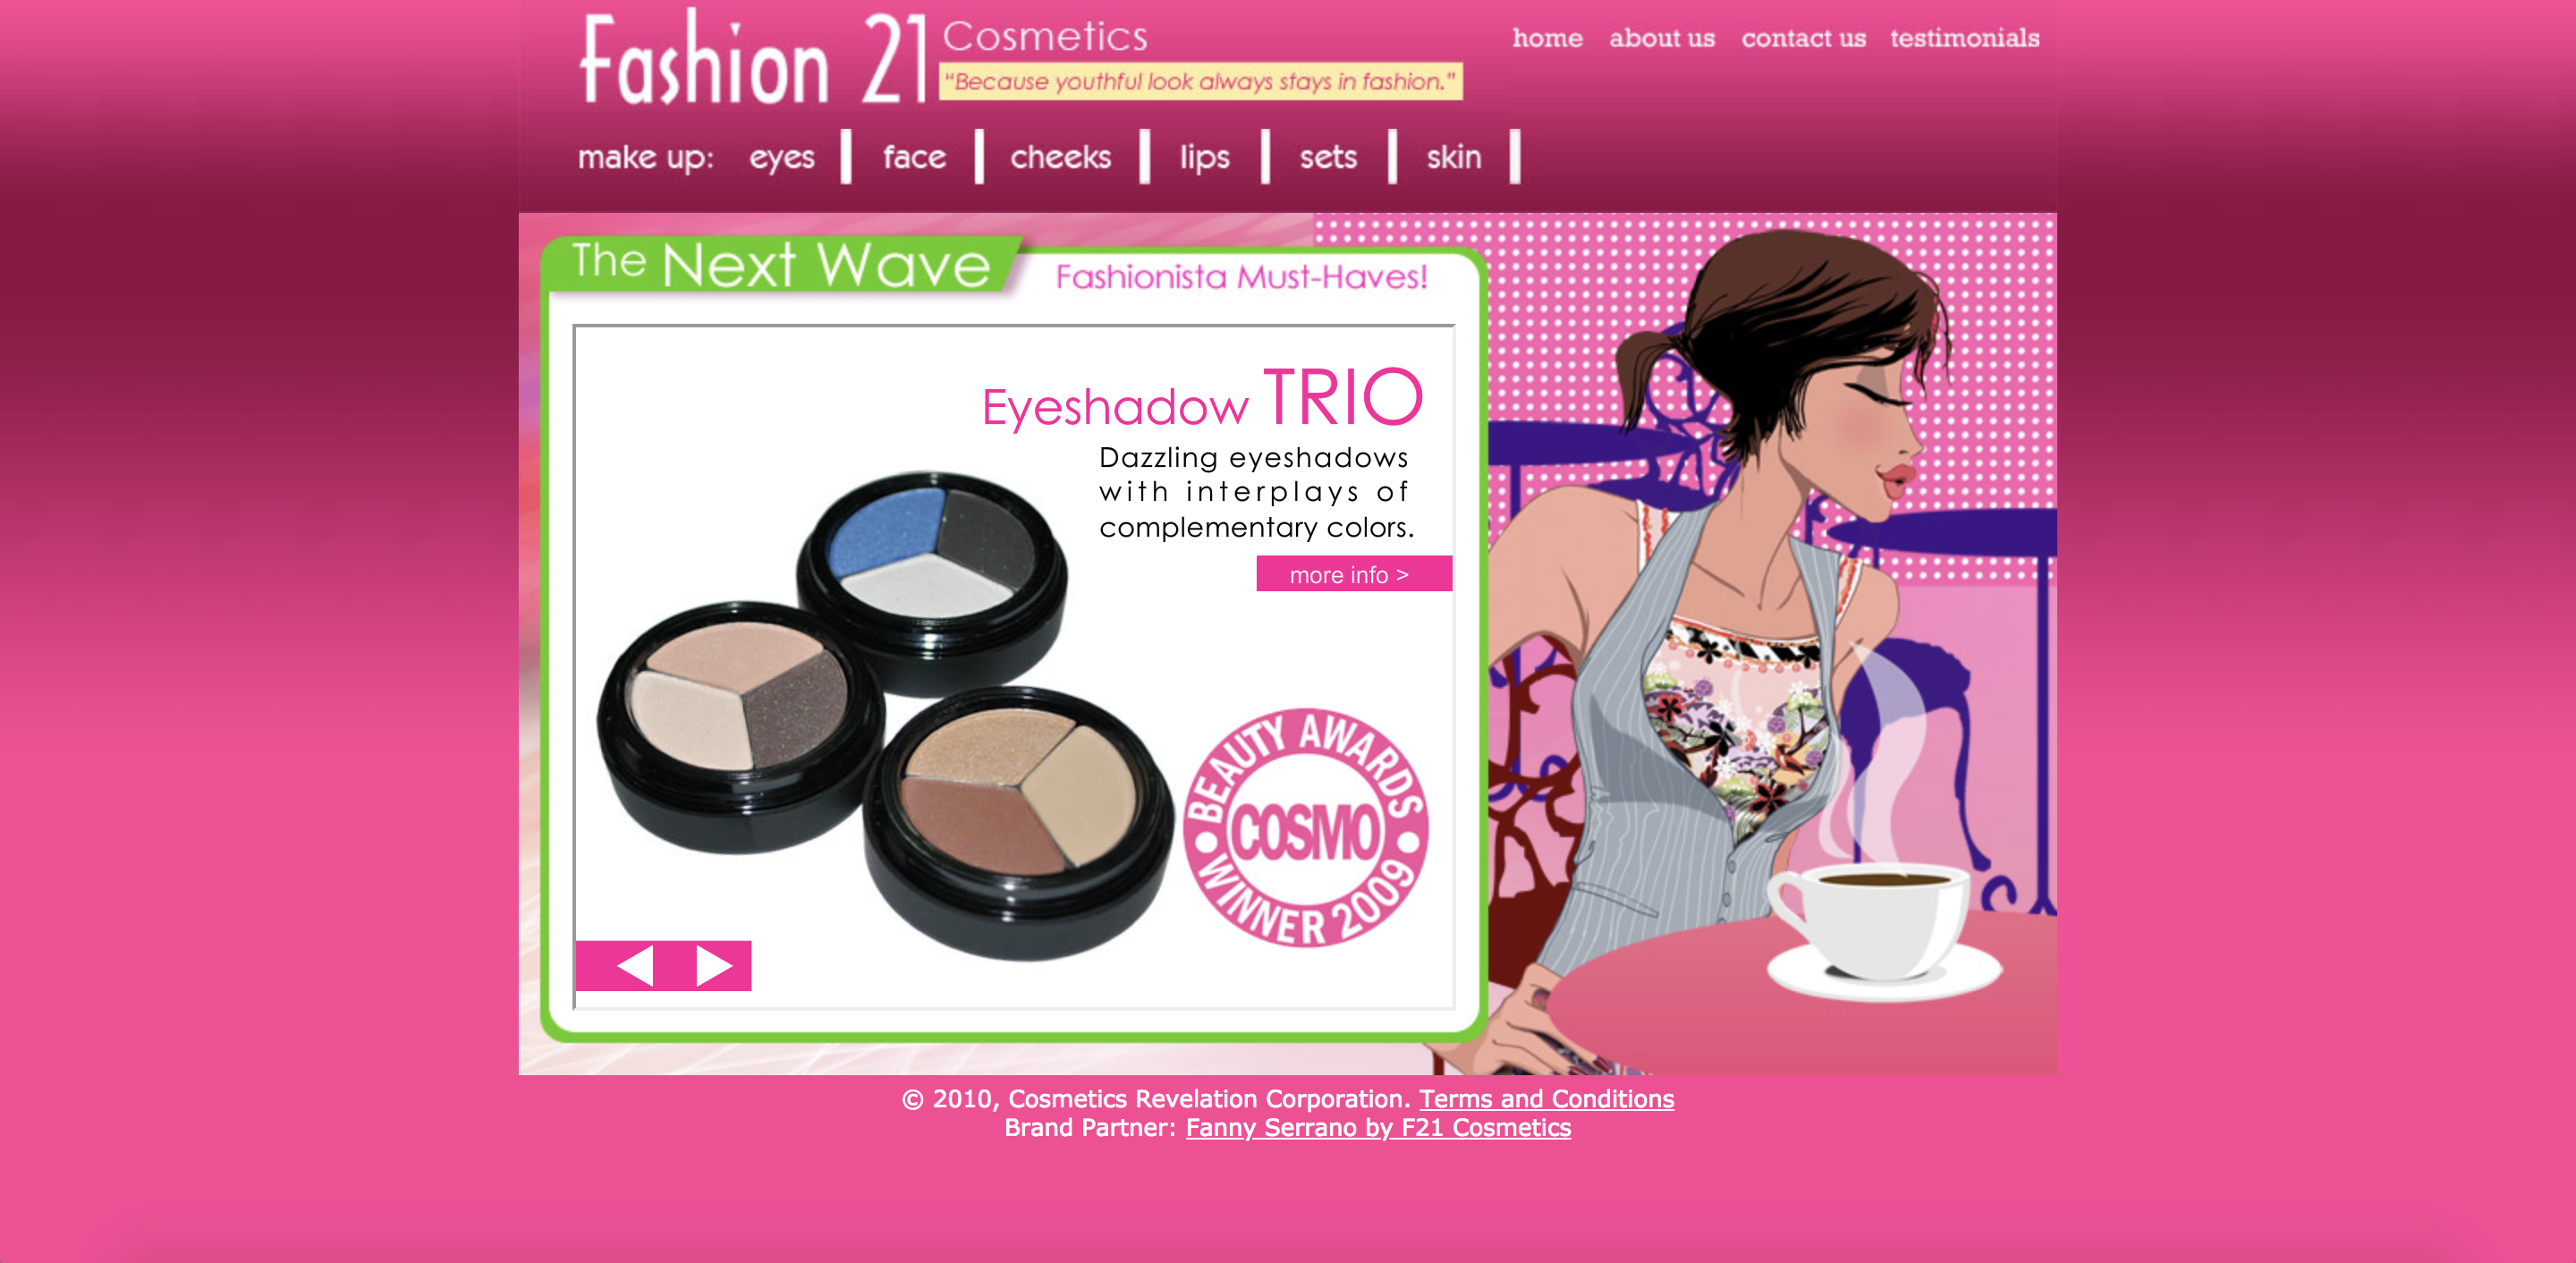 Fashion 21 Cosmetics
home about us contact us testimonials
“Because youthful look always stays in fashion.”
make up: eyes face cheeks lips sets skin
The Next Wave
Fashionista Must-Haves!
Eyeshadow TRIO
Dazzling eyeshadows
with interplays of
complementary colors.
more info >
BEAUTY AWARDS
COSMO
WINNER 2009
© 2010, Cosmetics Revelation Corporation. Terms and Conditions
Brand Partner: Fanny Serrano by F21 Cosmetics